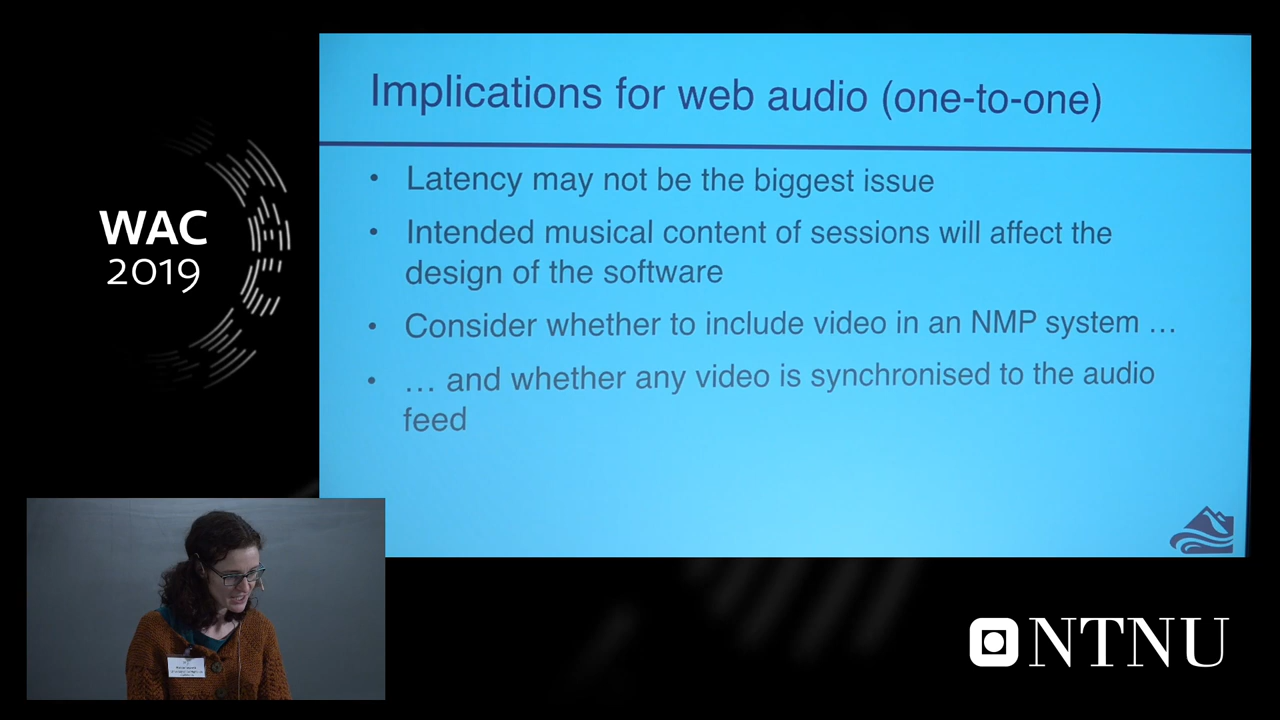 Implications for web audio (one-to-one)
• Latency may not be the biggest issue
• Intended musical content of sessions will affect the
design of the software
• Consider whether to include video in an NMP system …
• … and whether any video is synchronised to the audio
feed
WAC
2019
NTNU